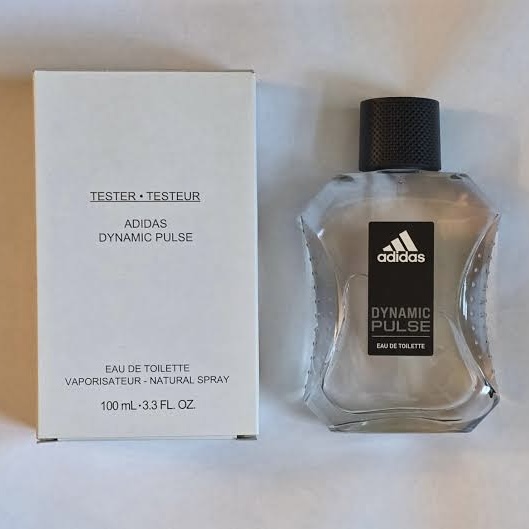 TESTER • TESTEUR
ADIDAS
DYNAMIC PULSE
EAU DE TOILETTE
VAPORISATEUR - NATURAL SPRAY
100 mL • 3.3 FL. OZ.
adidas
DYNAMIC
PULSE
EAU DE TOILETTE